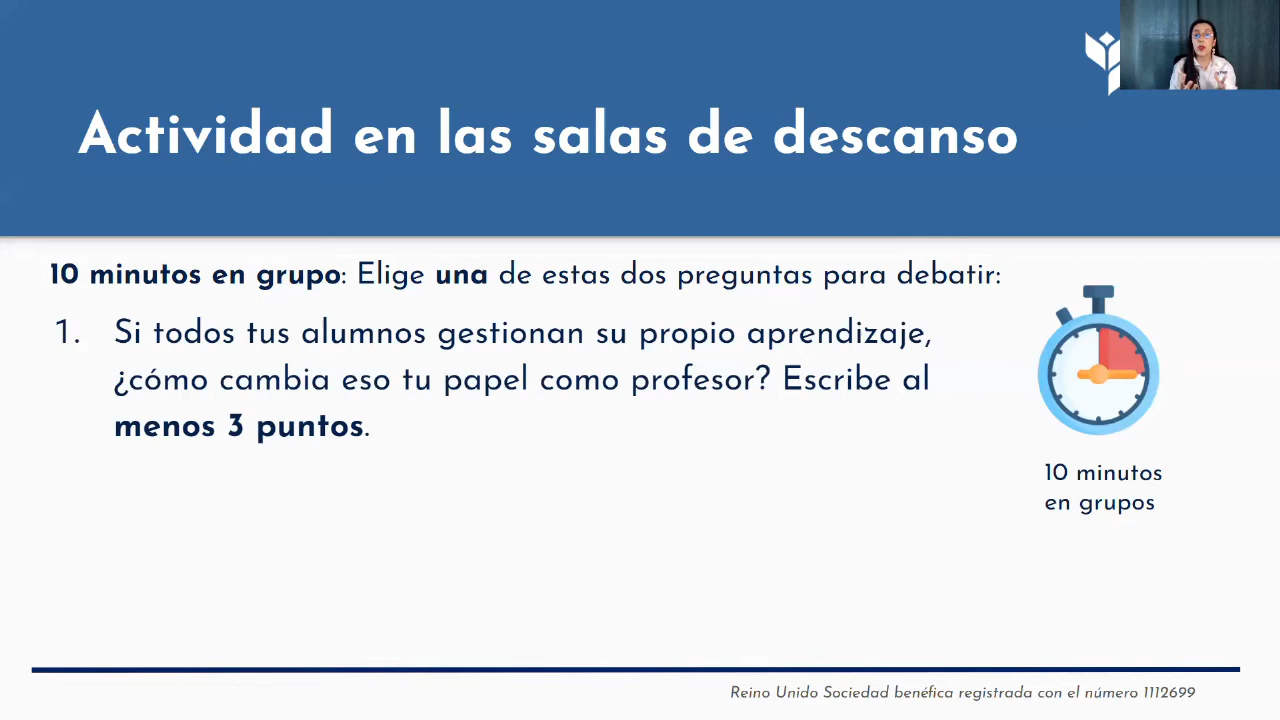 Actividad en las salas de descanso
10 minutos en grupo: Elige una de estas dos preguntas para debatir:
1. Si todos tus alumnos gestionan su propio aprendizaje,
¿cómo cambia eso tu papel como profesor? Escribe al
menos 3 puntos.
10 minutos
en grupos
Reino Unido Sociedad benéfica registrada con el número 1112699